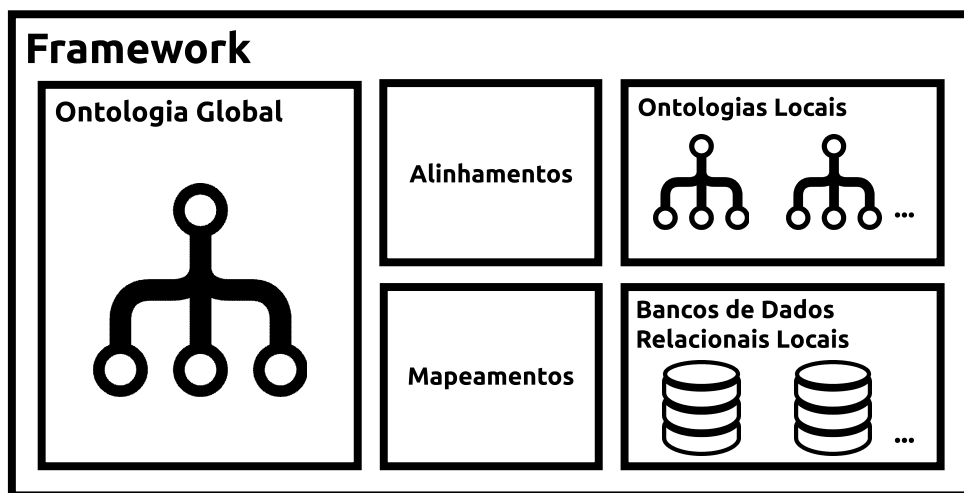 Framework
Ontologia Global
Alinhamentos
Ontologias Locais
...
Mapeamentos
Bancos de Dados
Relacionais Locais
...